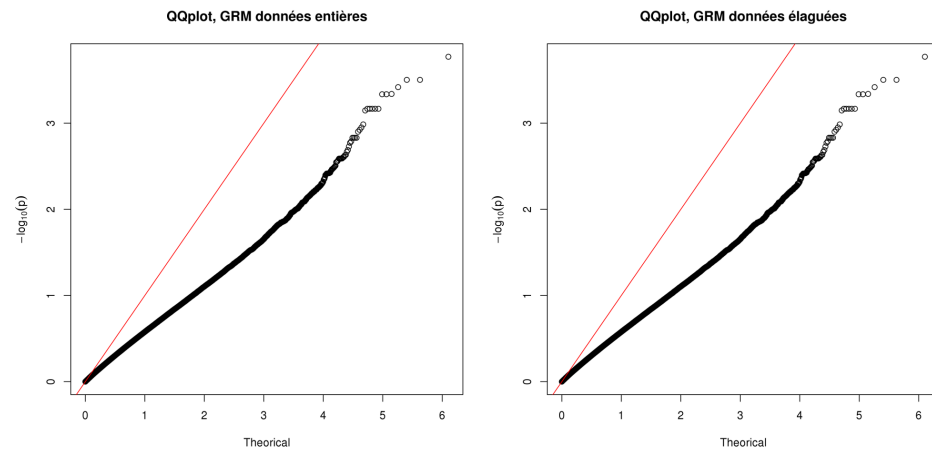 QQplot, GRM données entières
3
2
1
0
−log10(p)
0 1 2 3 4 5 6
Theorical
QQplot, GRM données élaguées
3
2
1
0
−log10(p)
0 1 2 3 4 5 6
Theorical